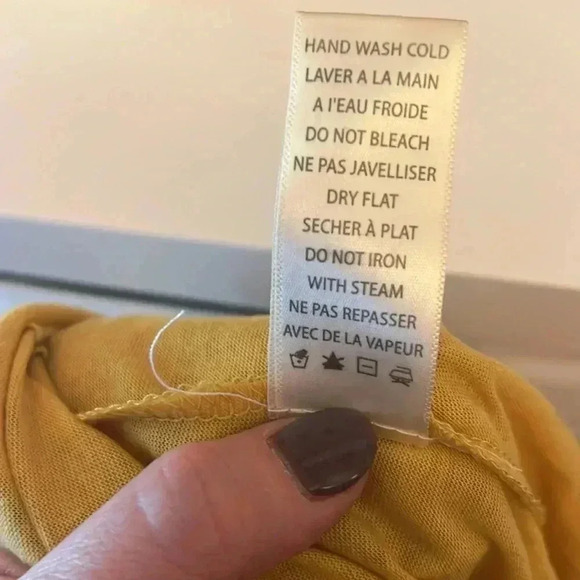 HAND WASH COLD
LAVER A LA MAIN
A l'EAU FROIDE
DO NOT BLEACH
NE PAS JAVELLISER
DRY FLAT
SECHER À PLAT
DO NOT IRON
WITH STEAM
NE PAS REPASSER
AVEC DE LA VAPEUR